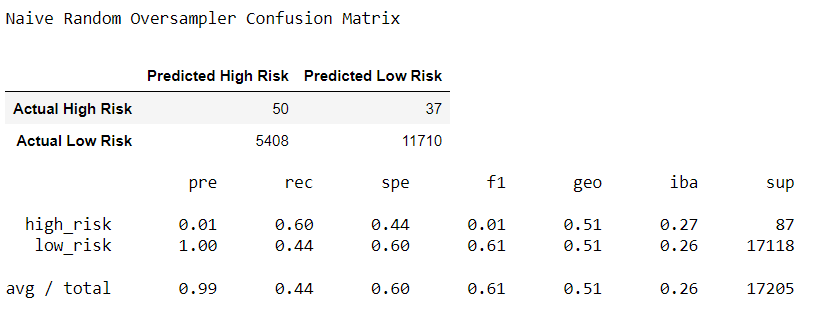 Naive Random Oversampler Confusion Matrix
Predicted High Risk Predicted Low Risk
Actual High Risk 50 37
Actual Low Risk 5408 11710
pre rec spe f1 geo iba sup
high_risk 0.01 0.60 0.44 0.01 0.51 0.27 87
low_risk 1.00 0.44 0.60 0.61 0.51 0.26 17118
avg / total 0.99 0.44 0.60 0.61 0.51 0.26 17205